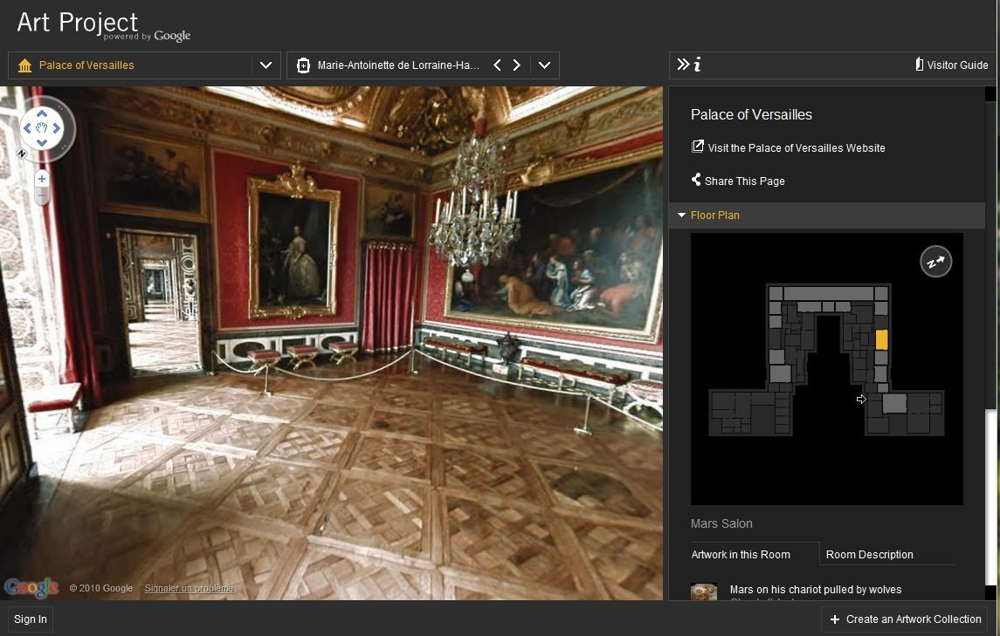 Art Project
powered by Google
Palace of Versailles
Marie-Antoinette de Lorraine-Ha...
i
Visitor Guide
N
Palace of Versailles
Visit the Palace of Versailles Website
Share This Page
Floor Plan
N
Mars Salon
Artwork in this Room
Room Description
Mars on his chariot pulled by wolves
Google
© 2010 Google
Signaler un problème
Sign In
+ Create an Artwork Collection